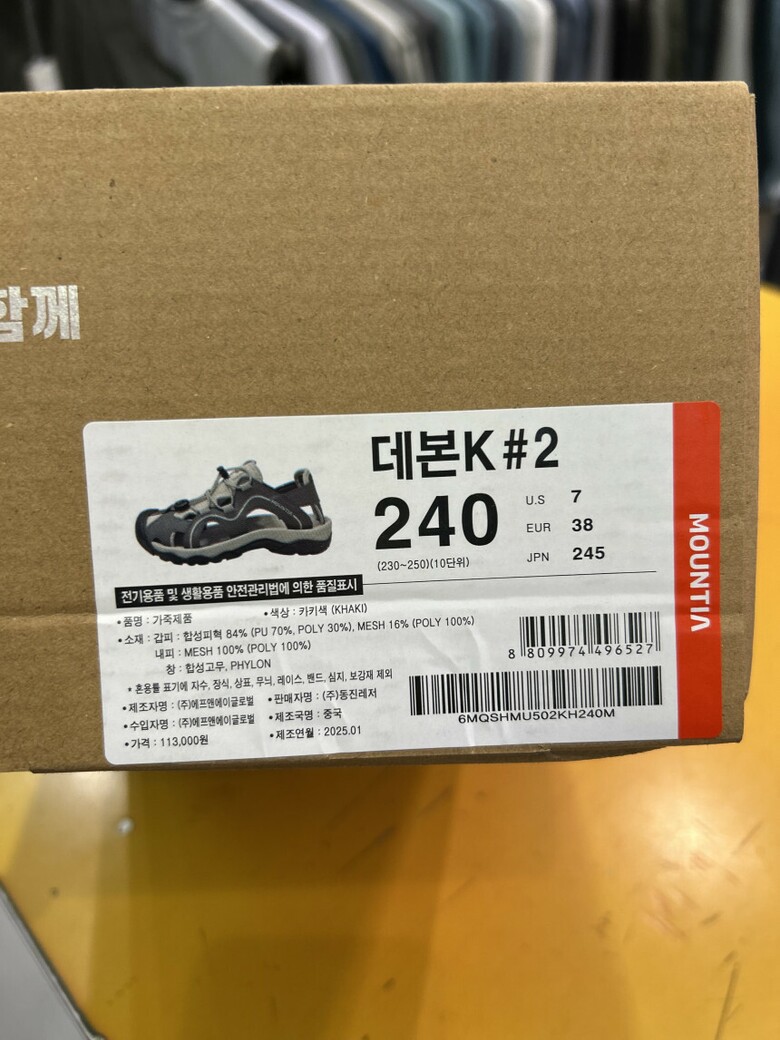 함께
데본K #2
240
U.S 7
EUR 38
JPN 245
(230~250)(10단위)
MOUNTIA
전기용품 및 생활용품 안전관리법에 의한 품질표시
•품명 : 가죽제품 •색상 : 카키색 (KHAKI)
•소재 : 갑피 : 합성피혁 84% (PU 70%, POLY 30%), MESH 16% (POLY 100%)
내피 : MESH 100% (POLY 100%)
창 : 합성고무, PHYLON
* 혼용률 표기에 자수, 장식, 상표, 무늬, 레이스, 밴드, 심지, 보강재 제외
•제조자명 : (주)에프앤에이글로벌 •판매자명 : (주)동진레저
•수입자명 : (주)에프앤에이글로벌 •제조국명 : 중국
•가격 : 113,000원 •제조연월 : 2025.01
8 809974 496527
6MQSHMU502KH240M